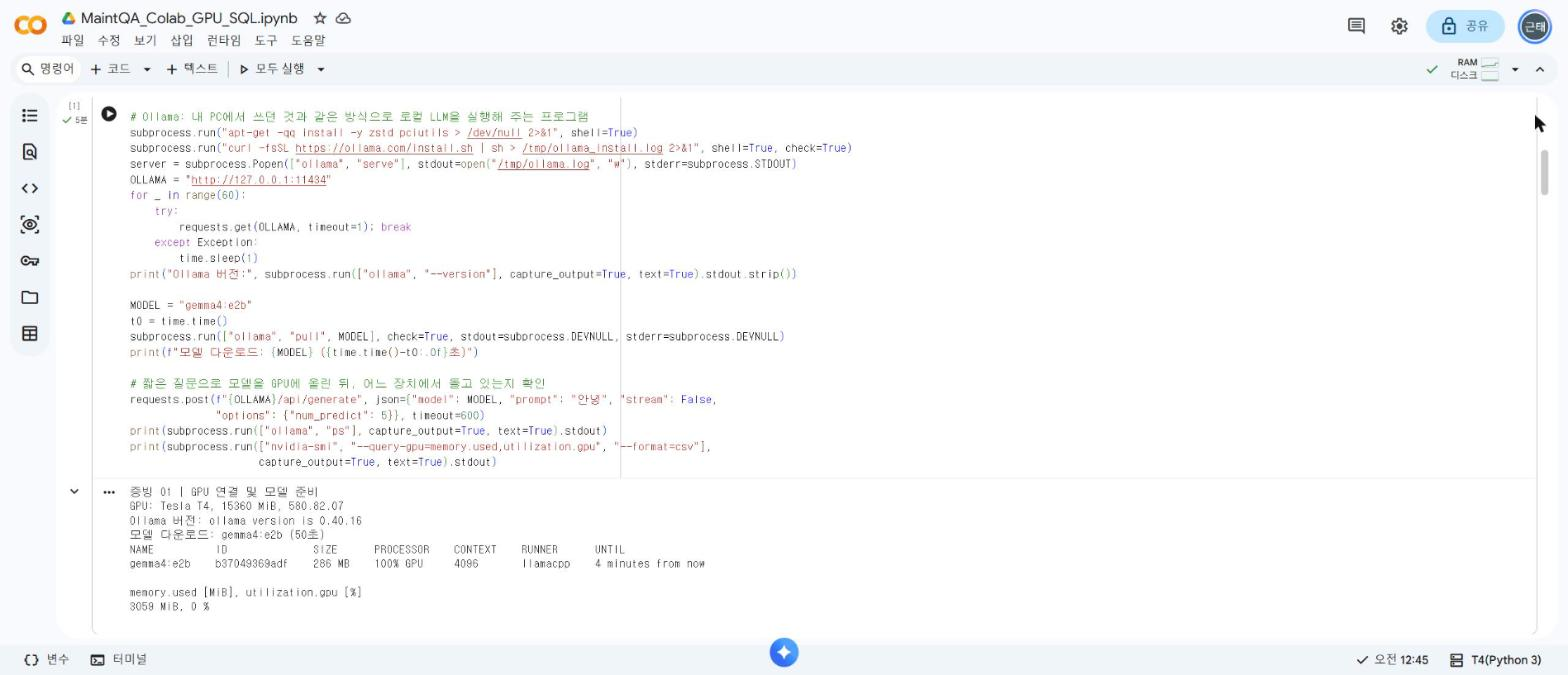 MaintQA_Colab_GPU_SQL.ipynb
파일 수정 보기 삽입 런타임 도구 도움말
공유
근태
명령어 + 코드 + 텍스트 모두 실행
RAM
디스크
[1]
5분
# Ollama: 내 PC에서 쓰던 것과 같은 방식으로 로컬 LLM을 실행해 주는 프로그램
subprocess.run("apt-get -qq install -y zstd pciutils > /dev/null 2>&1", shell=True)
subprocess.run("curl -fsSL https://ollama.com/install.sh | sh > /tmp/ollama_install.log 2>&1", shell=True, check=True)
server = subprocess.Popen(["ollama", "serve"], stdout=open("/tmp/ollama.log", "w"), stderr=subprocess.STDOUT)
OLLAMA = "http://127.0.0.1:11434"
for _ in range(60):
    try:
        requests.get(OLLAMA, timeout=1); break
    except Exception:
        time.sleep(1)
print("Ollama 버전:", subprocess.run(["ollama", "--version"], capture_output=True, text=True).stdout.strip())
MODEL = "gemma4:e2b"
t0 = time.time()
subprocess.run(["ollama", "pull", MODEL], check=True, stdout=subprocess.DEVNULL, stderr=subprocess.DEVNULL)
print(f"모델 다운로드: {MODEL} ({time.time()-t0:.0f}초)")
# 짧은 질문으로 모델을 GPU에 올린 뒤, 어느 장치에서 돌고 있는지 확인
requests.post(f"{OLLAMA}/api/generate", json={"model": MODEL, "prompt": "안녕", "stream": False,
              "options": {"num_predict": 5}}, timeout=600)
print(subprocess.run(["ollama", "ps"], capture_output=True, text=True).stdout)
print(subprocess.run(["nvidia-smi", "--query-gpu=memory.used,utilization.gpu", "--format=csv"],
                     capture_output=True, text=True).stdout)
증빙 01 | GPU 연결 및 모델 준비
GPU: Tesla T4, 15360 MiB, 580.82.07
Ollama 버전: ollama version is 0.40.16
모델 다운로드: gemma4:e2b (50초)
NAME ID SIZE PROCESSOR CONTEXT RUNNER UNTIL
gemma4:e2b b37049369adf 286 MB 100% GPU 4096 llamacpp 4 minutes from now
memory.used [MiB], utilization.gpu [%]
3059 MiB, 0 %
변수 터미널
오전 12:45 T4(Python 3)